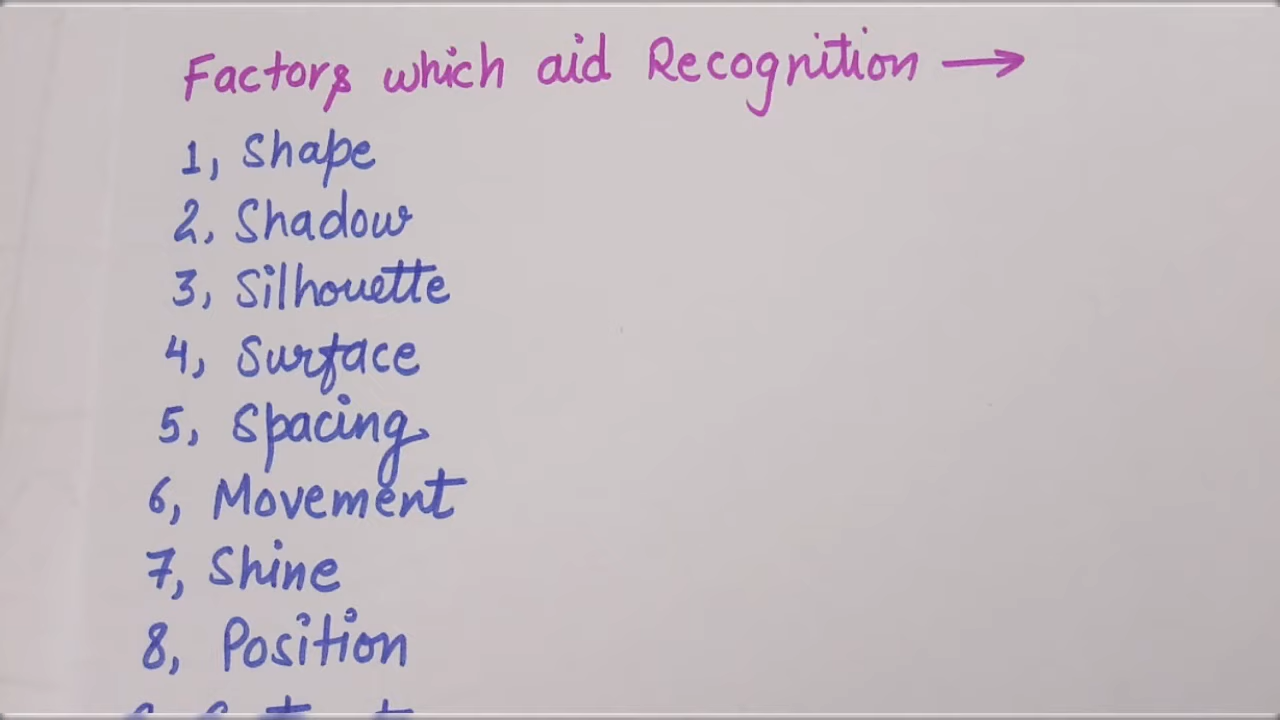 Factors which aid Recognition →
1, Shape
2, Shadow
3, Silhouette
4, Surface
5, Spacing
6, Movement
7, Shine
8, Position